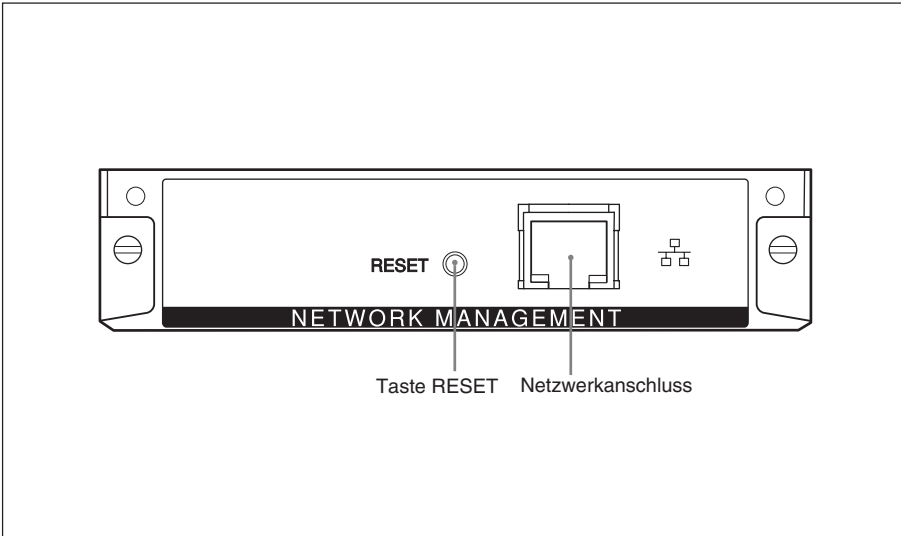 RESET
NETWORK MANAGEMENT
Taste RESET
Netzwerkanschluss